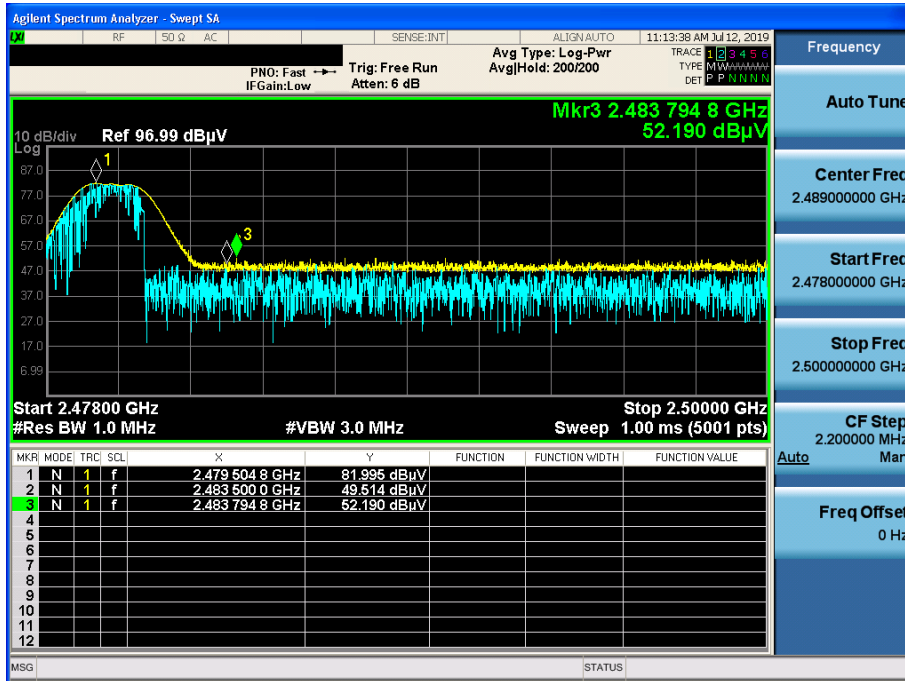 Agilent Spectrum Analyzer - Swept SA
LXI RF 50 Ω AC SENSE:INT ALIGN AUTO 11:13:38 AM Jul 12, 2019
Avg Type: Log-Pwr TRACE 1 2 3 4 5 6
PNO: Fast Trig: Free Run Avg|Hold: 200/200 TYPE M W W W W W
IFGain:Low Atten: 6 dB DET P P N N N N
Mkr3 2.483 794 8 GHz
10 dB/div Ref 96.99 dBµV 52.190 dBµV
Log
87.0
1
77.0
67.0
57.0
3
47.0
37.0
27.0
17.0
6.99
Start 2.47800 GHz Stop 2.50000 GHz
#Res BW 1.0 MHz #VBW 3.0 MHz Sweep 1.00 ms (5001 pts)
MKR MODE TRC SCL X Y FUNCTION FUNCTION WIDTH FUNCTION VALUE
1 N 1 f 2.479 504 8 GHz 81.995 dBµV
2 N 1 f 2.483 500 0 GHz 49.514 dBµV
3 N 1 f 2.483 794 8 GHz 52.190 dBµV
4
5
6
7
8
9
10
11
12
MSG STATUS
Frequency
Auto Tune
Center Freq
2.489000000 GHz
Start Freq
2.478000000 GHz
Stop Freq
2.500000000 GHz
CF Step
2.200000 MHz
Auto Man
Freq Offset
0 Hz